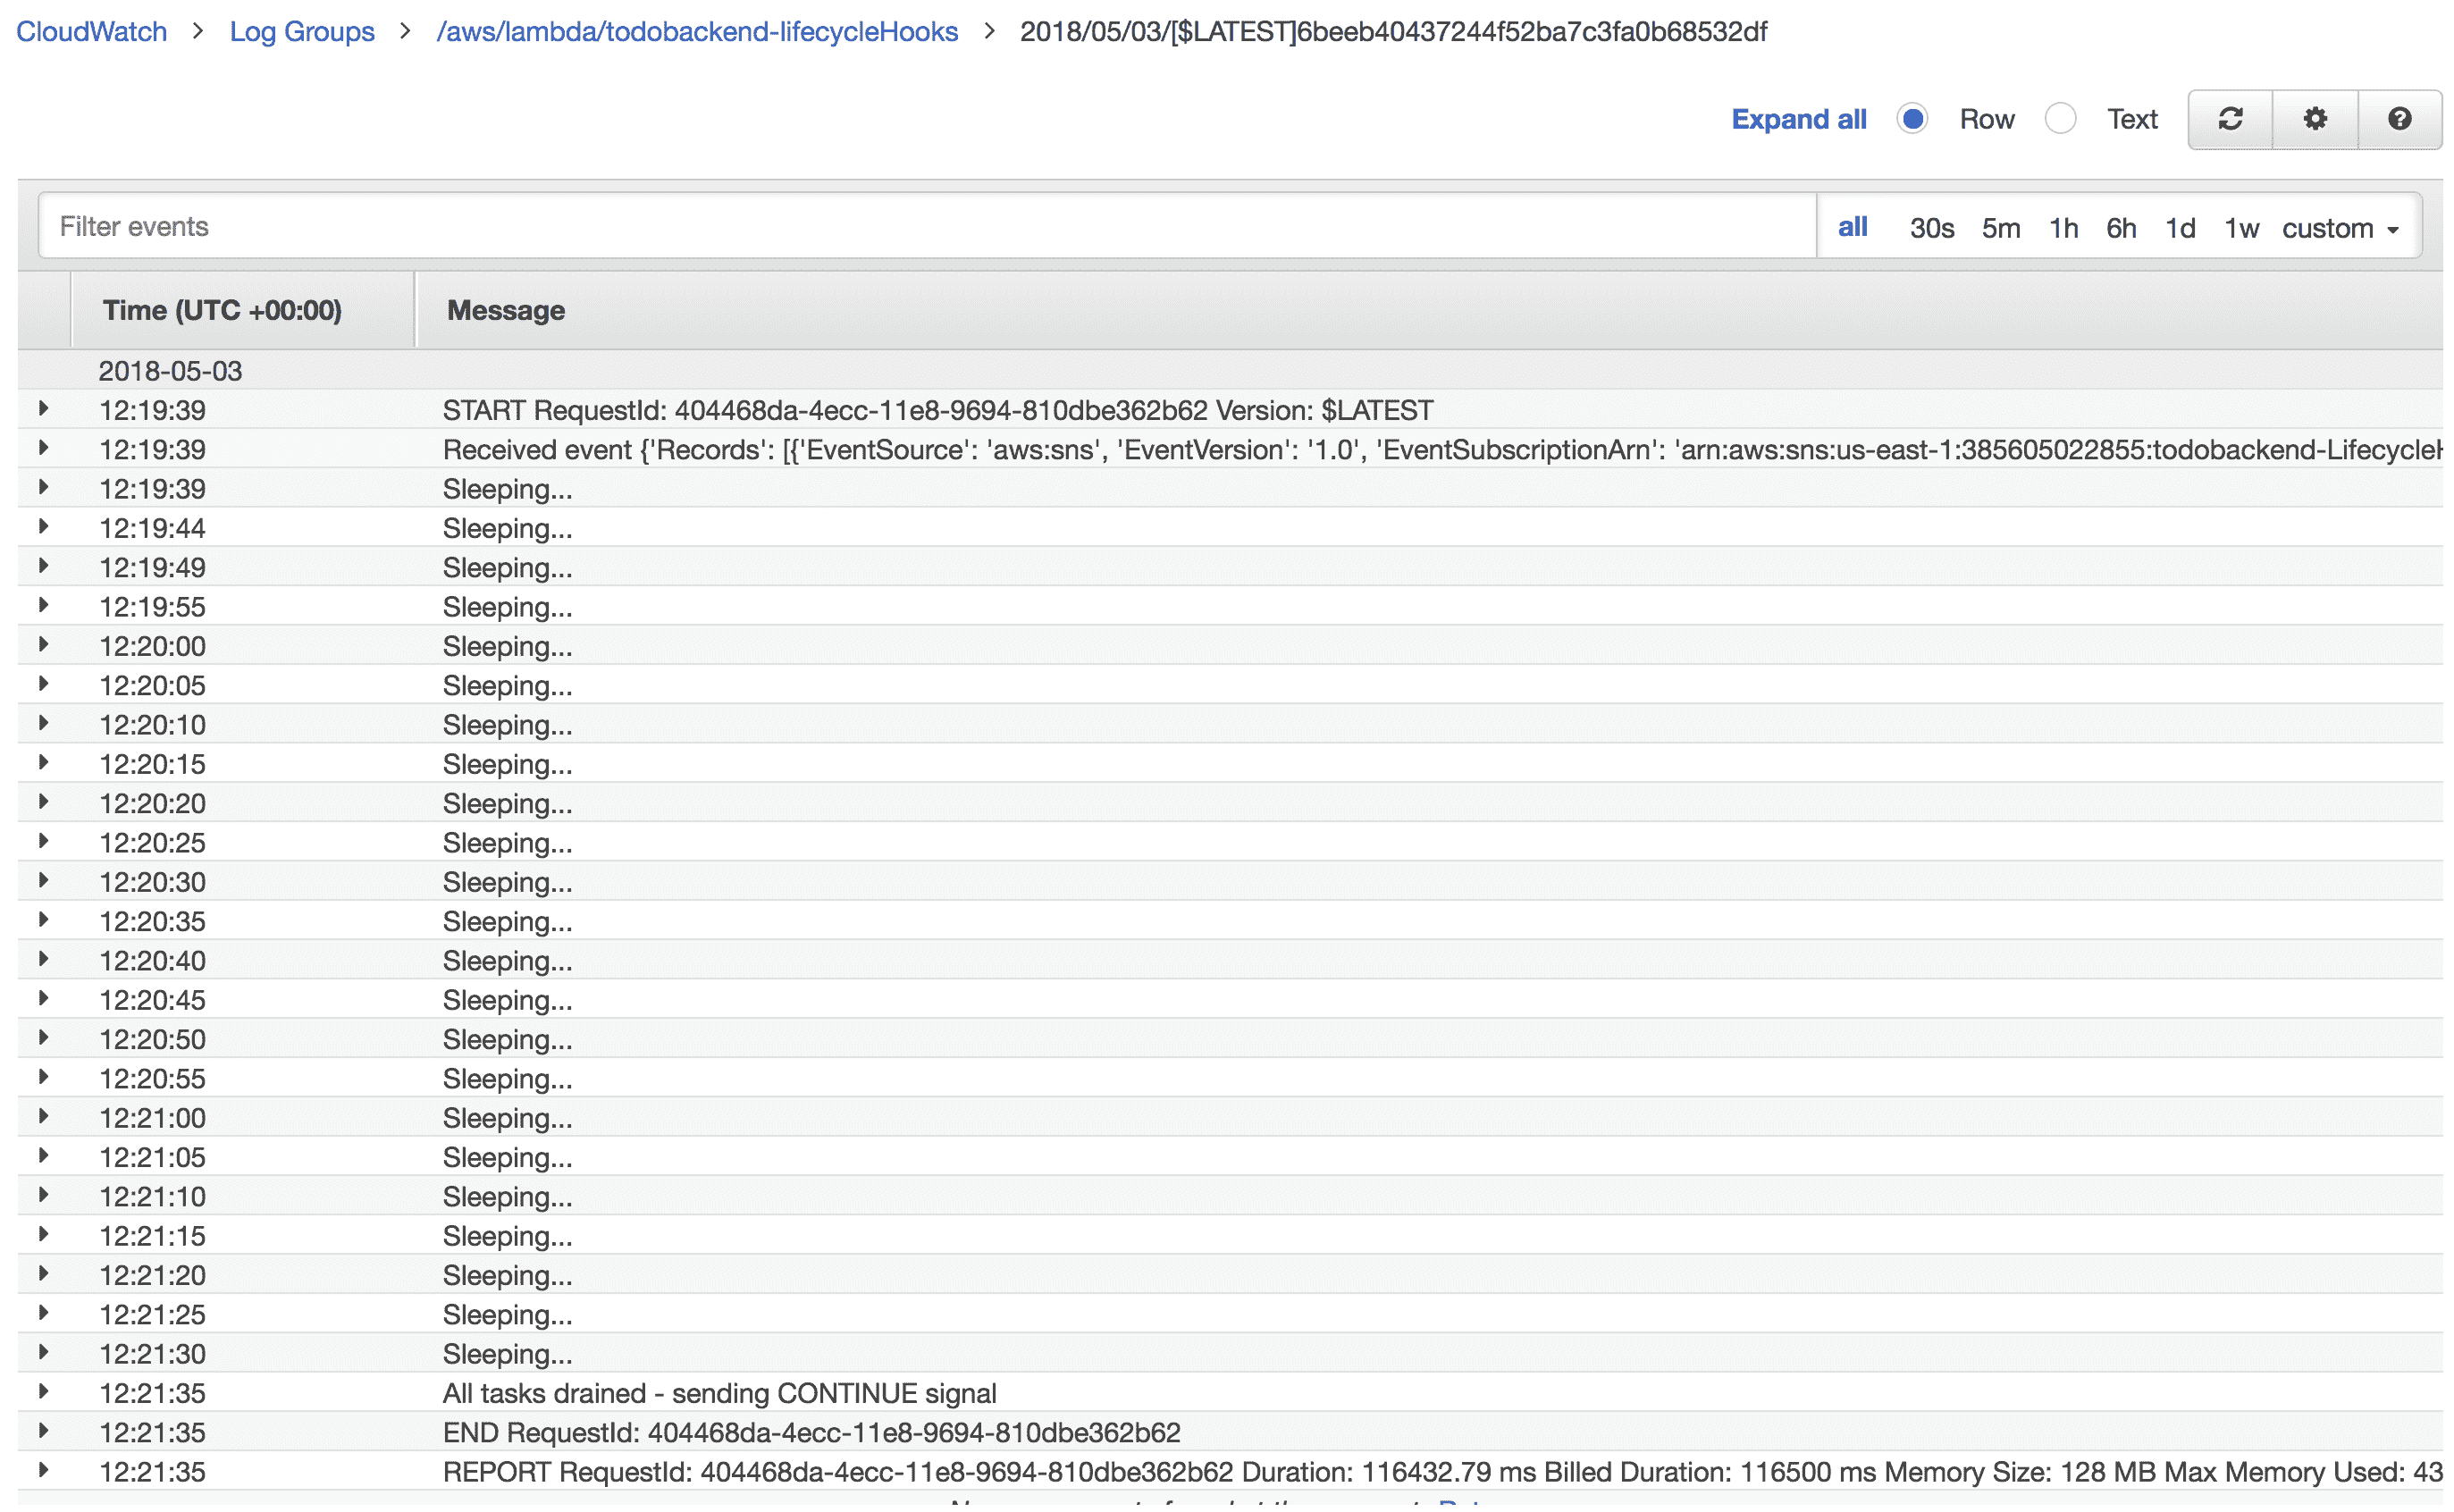 CloudWatch > Log Groups > /aws/lambda/todobackend-lifecycleHooks > 2018/05/03/[$LATEST]6beeb40437244f52ba7c3fa0b68532df
Expand all Row Text
Filter events all 30s 5m 1h 6h 1d 1w custom
Time (UTC +00:00) Message
2018-05-03
12:19:39 START RequestId: 404468da-4ecc-11e8-9694-810dbe362b62 Version: $LATEST
12:19:39 Received event {'Records': [{'EventSource': 'aws:sns', 'EventVersion': '1.0', 'EventSubscriptionArn': 'arn:aws:sns:us-east-1:385605022855:todobackend-Lifecycle
12:19:39 Sleeping...
12:19:44 Sleeping...
12:19:49 Sleeping...
12:19:55 Sleeping...
12:20:00 Sleeping...
12:20:05 Sleeping...
12:20:10 Sleeping...
12:20:15 Sleeping...
12:20:20 Sleeping...
12:20:25 Sleeping...
12:20:30 Sleeping...
12:20:35 Sleeping...
12:20:40 Sleeping...
12:20:45 Sleeping...
12:20:50 Sleeping...
12:20:55 Sleeping...
12:21:00 Sleeping...
12:21:05 Sleeping...
12:21:10 Sleeping...
12:21:15 Sleeping...
12:21:20 Sleeping...
12:21:25 Sleeping...
12:21:30 Sleeping...
12:21:35 All tasks drained - sending CONTINUE signal
12:21:35 END RequestId: 404468da-4ecc-11e8-9694-810dbe362b62
12:21:35 REPORT RequestId: 404468da-4ecc-11e8-9694-810dbe362b62 Duration: 116432.79 ms Billed Duration: 116500 ms Memory Size: 128 MB Max Memory Used: 43